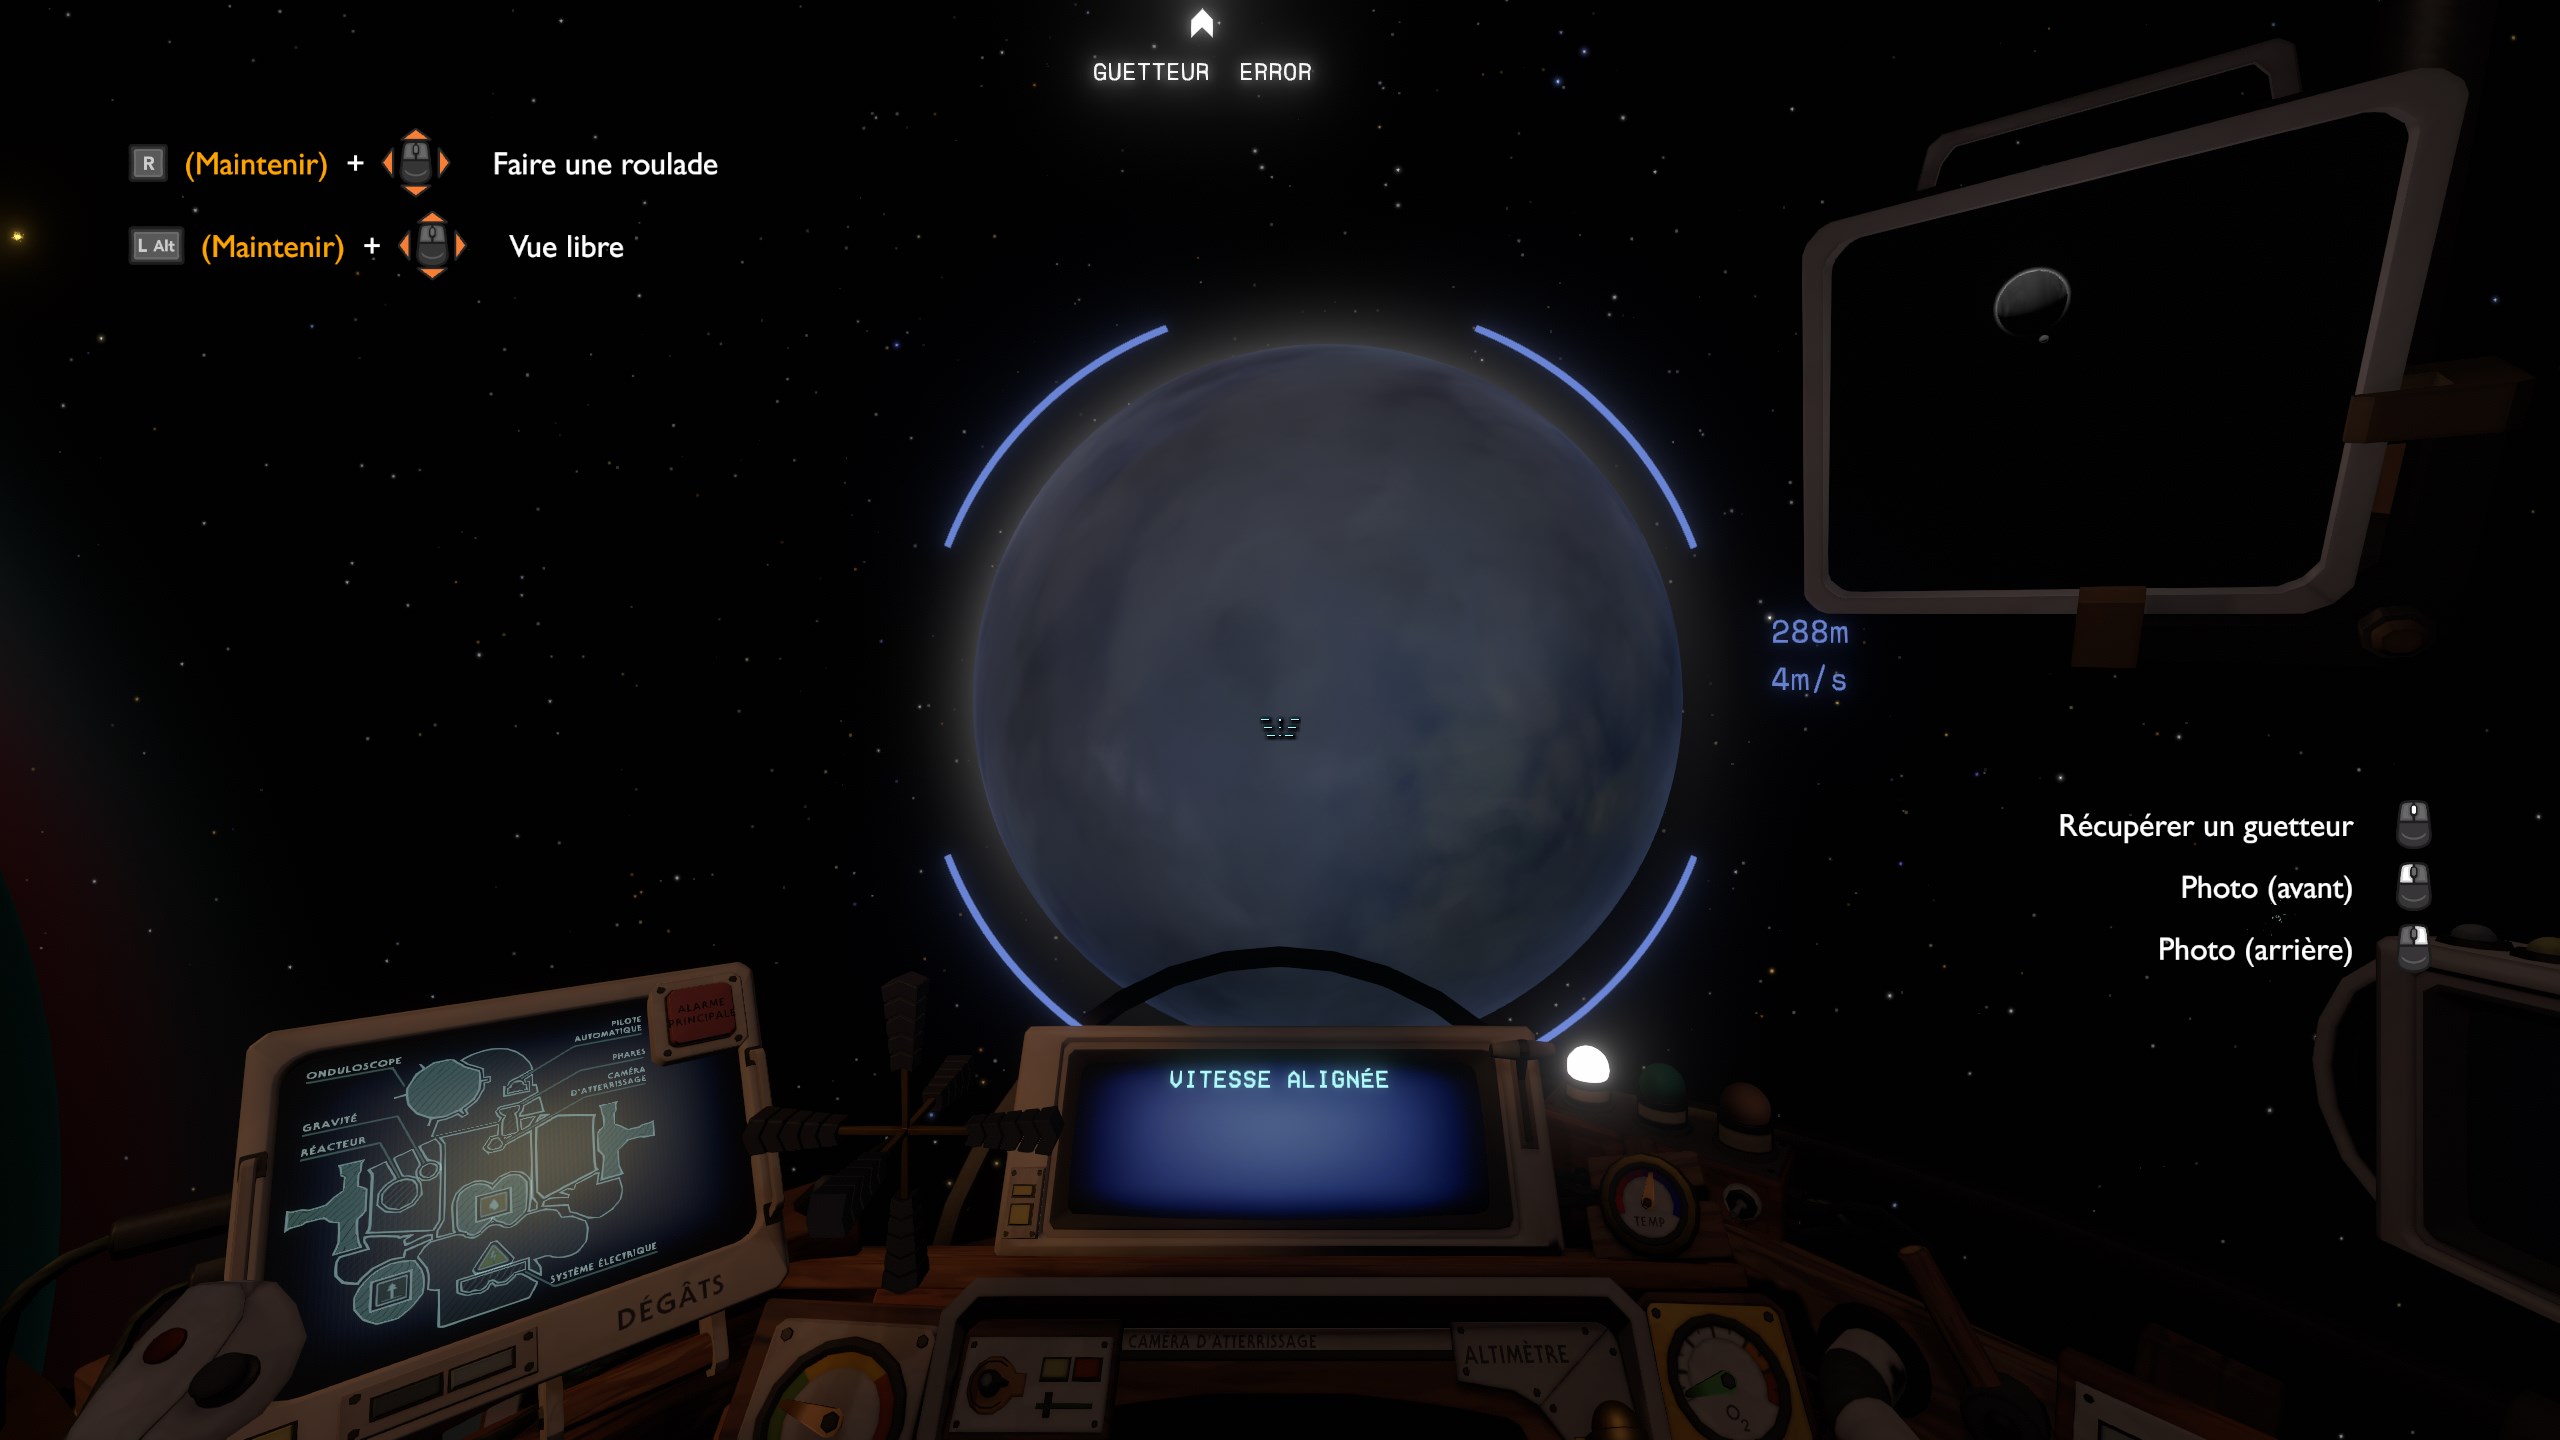 GUETTEUR ERROR
R (Maintenir) + Faire une roulade
L Alt (Maintenir) + Vue libre
288m
4m/s
Récupérer un guetteur
Photo (avant)
Photo (arrière)
ALARME
PRINCIPALE
PILOTE
AUTOMATIQUE
PHARES
CAMÉRA
D'ATTERRISSAGE
ONDULOSCOPE
GRAVITÉ
RÉACTEUR
SYSTÈME ÉLECTRIQUE
DÉGÂTS
VITESSE ALIGNÉE
TEMP
CAMÉRA D'ATTERRISSAGE
ALTIMÈTRE
O2